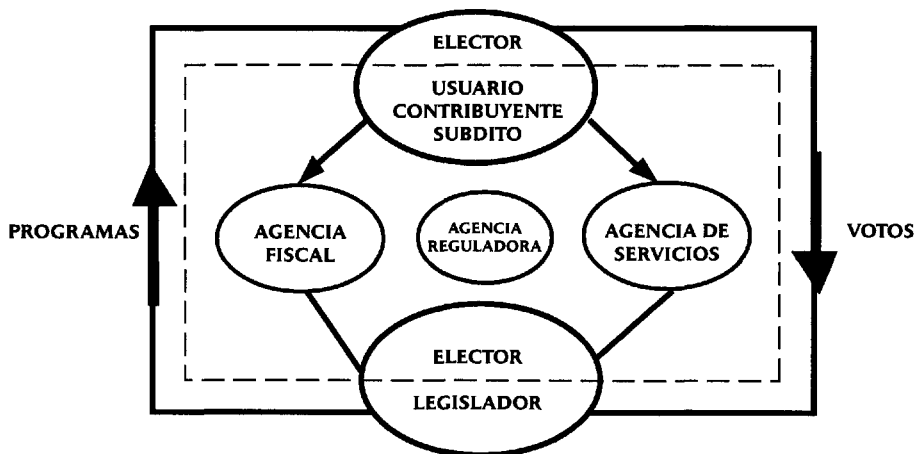 ELECTOR
USUARIO
CONTRIBUYENTE
SUBDITO
PROGRAMAS
AGENCIA
FISCAL
AGENCIA
REGULADORA
AGENCIA DE
SERVICIOS
VOTOS
ELECTOR
LEGISLADOR